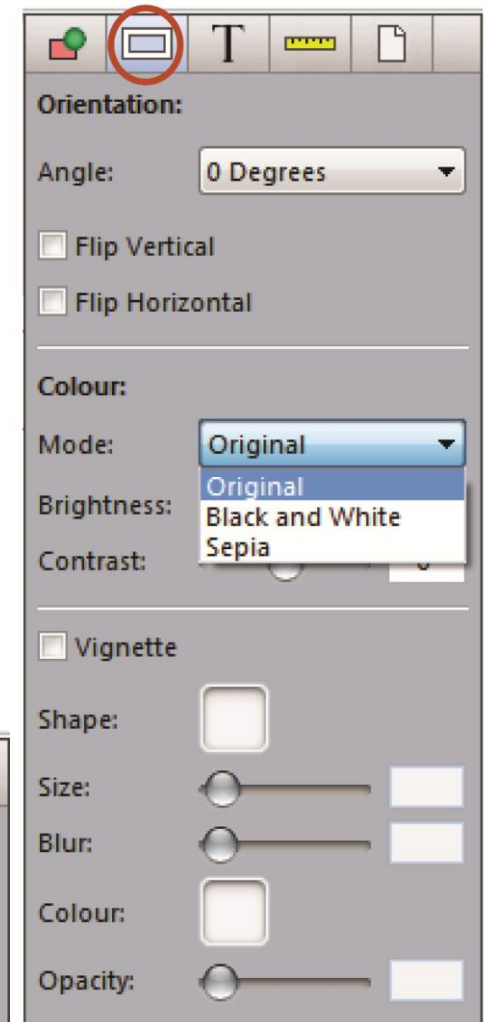 T
Orientation:
Angle: 0 Degrees
Flip Vertical
Flip Horizontal
Colour:
Mode: Original
Original
Brightness:
Black and White
Sepia
Contrast:
Vignette
Shape:
Size:
Blur:
Colour:
Opacity: